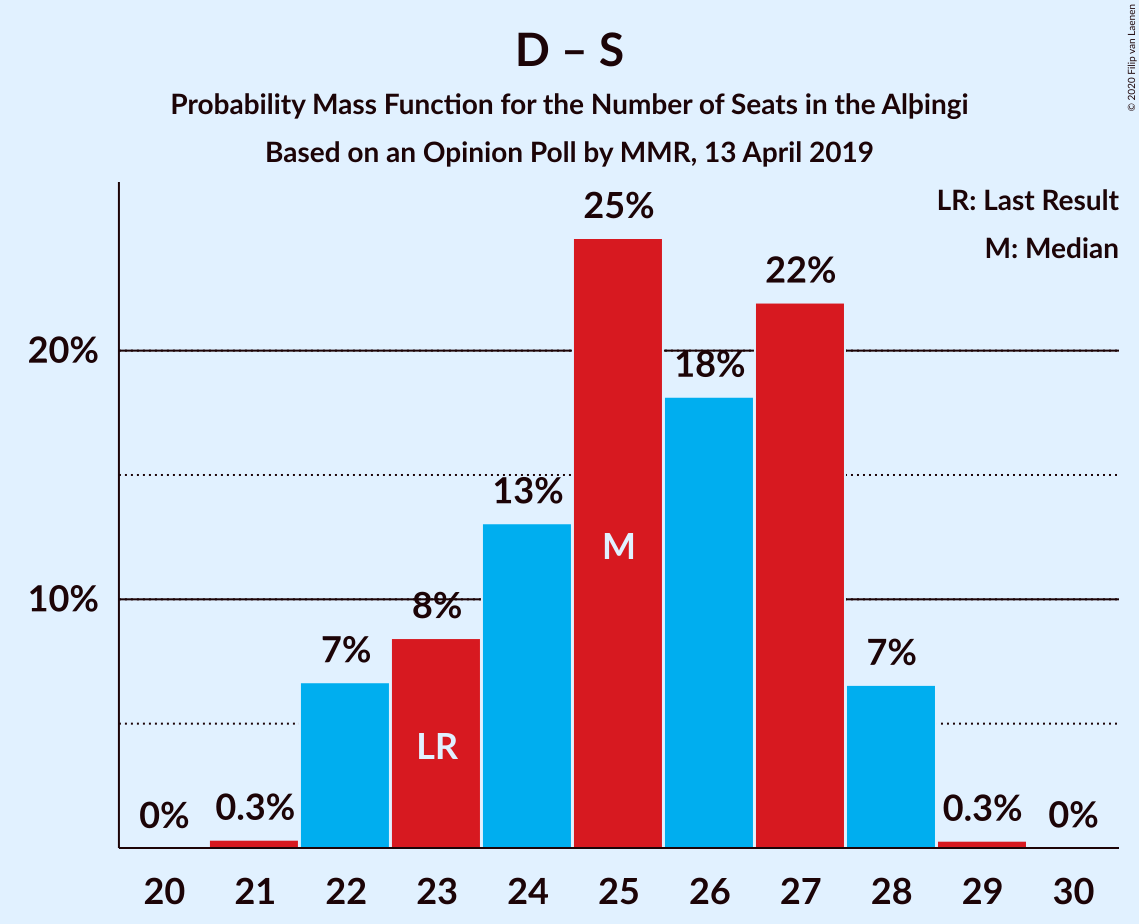 D – S
Probability Mass Function for the Number of Seats in the Alþingi
Based on an Opinion Poll by MMR, 13 April 2019
© 2020 Filip van Laenen
LR: Last Result
M: Median
20%
10%
0%
0.3%
7%
8%
13%
25%
18%
22%
7%
0.3%
0%
LR
M
20 21 22 23 24 25 26 27 28 29 30